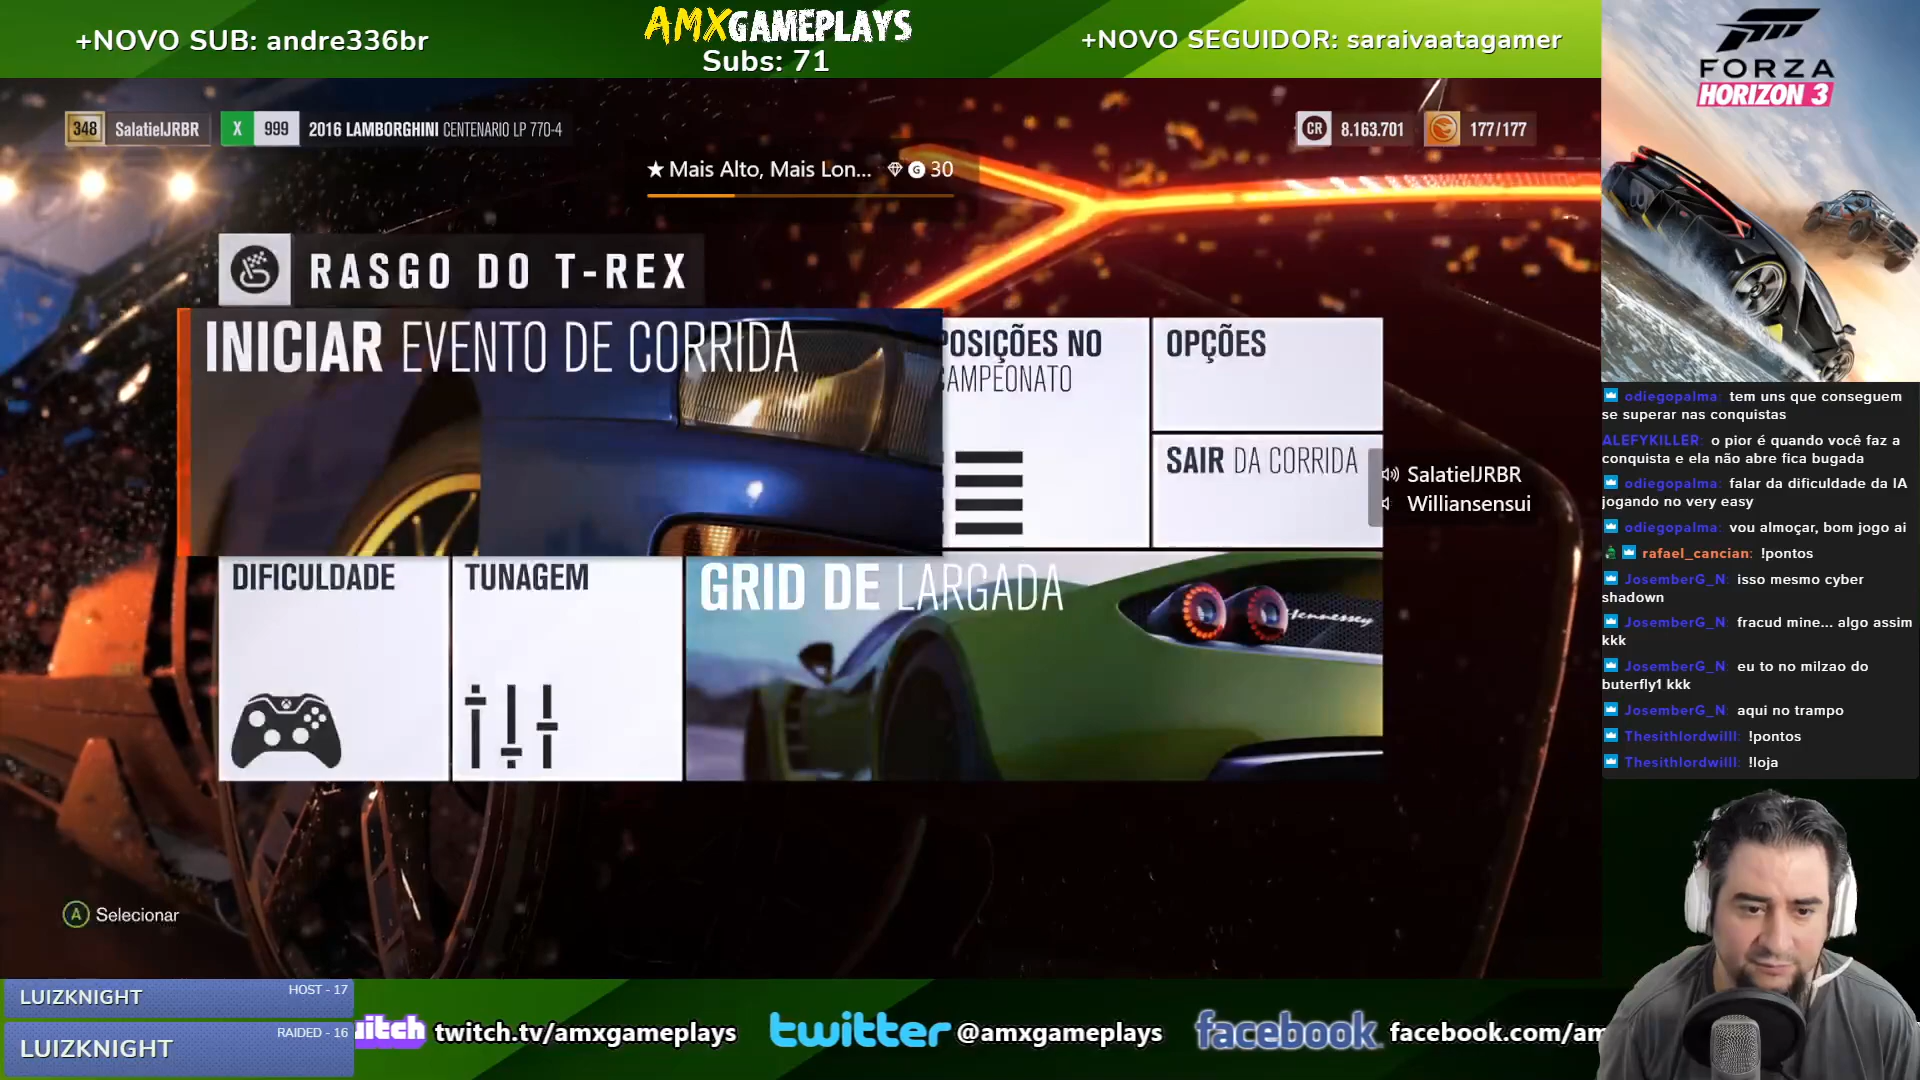 +NOVO SUB: andre336br
AMXGAMEPLAYS
Subs: 71
+NOVO SEGUIDOR: saraivaatagamer
FORZA
HORIZON 3
348 SalatielJRBR X 999 2016 LAMBORGHINI CENTENARIO LP 770-4
CR 8.163.701 177/177
★ Mais Alto, Mais Lon... G 30
RASGO DO T-REX
INICIAR EVENTO DE CORRIDA
POSIÇÕES NO
CAMPEONATO
OPÇÕES
SAIR DA CORRIDA
SalatielJRBR
Williansensui
DIFICULDADE
TUNAGEM
GRID DE LARGADA
Hennessey
A Selecionar
odiegopalma: tem uns que conseguem
se superar nas conquistas
ALEFYKILLER: o pior é quando você faz a
conquista e ela não abre fica bugada
odiegopalma: falar da dificuldade da IA
jogando no very easy
odiegopalma: vou almoçar, bom jogo ai
rafael_cancian: !pontos
JosemberG_N: isso mesmo cyber
shadown
JosemberG_N: fracud mine... algo assim
kkk
JosemberG_N: eu to no milzao do
buterfly1 kkk
JosemberG_N: aqui no trampo
Thesithlordwilll: !pontos
Thesithlordwilll: !loja
LUIZKNIGHT HOST - 17
LUIZKNIGHT RAIDED - 16
uitch twitch.tv/amxgameplays
twitter @amxgameplays
facebook facebook.com/am